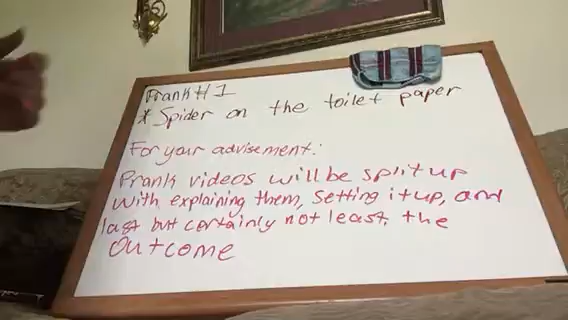 Prank #1
* Spider on the toilet paper
For your advisement:
Prank videos will be split up
with explaining them, setting it up, and
last but certainly not least, the
Outcome